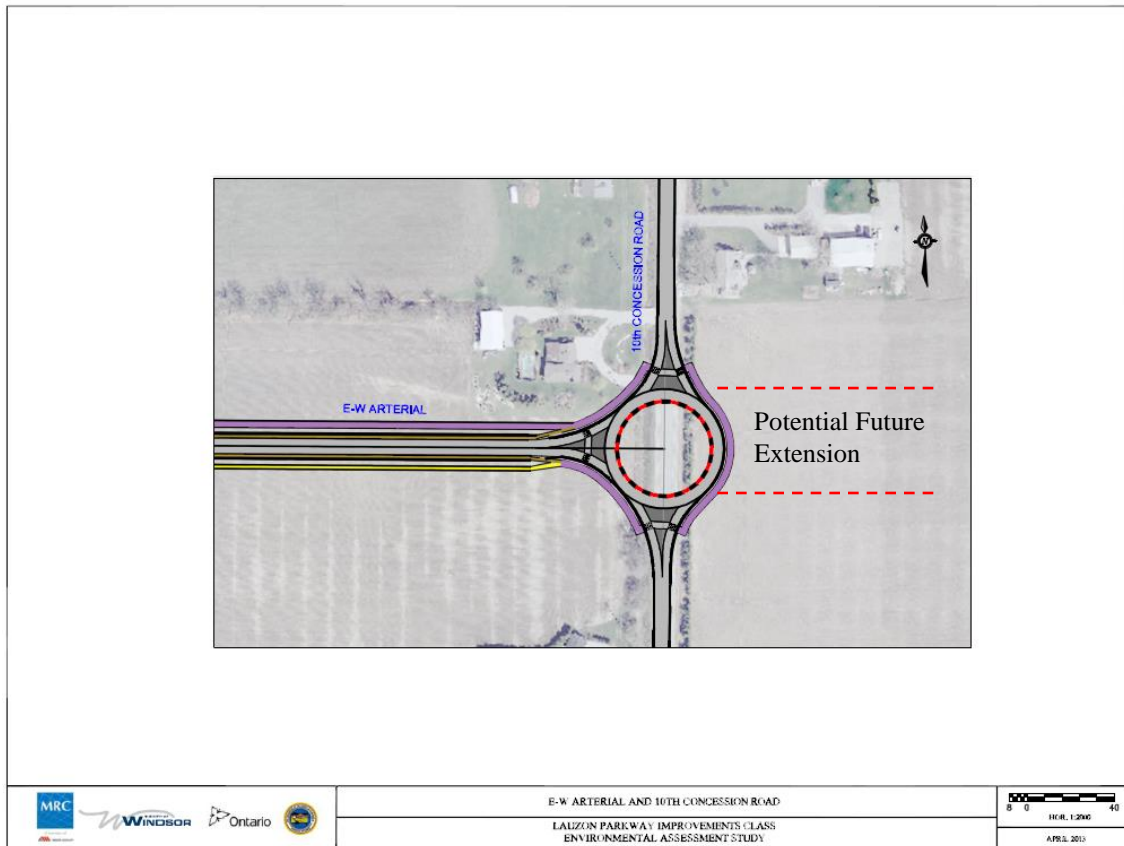 10th CONCESSION ROAD
E-W ARTERIAL
Potential Future
Extension
MRC
WINDSOR
Ontario
E-W ARTERIAL AND 10TH CONCESSION ROAD
LAUZON PARKWAY IMPROVEMENTS CLASS
ENVIRONMENTAL ASSESSMENT STUDY
8 0 40
HOR. 1:2000
APRIL 2013